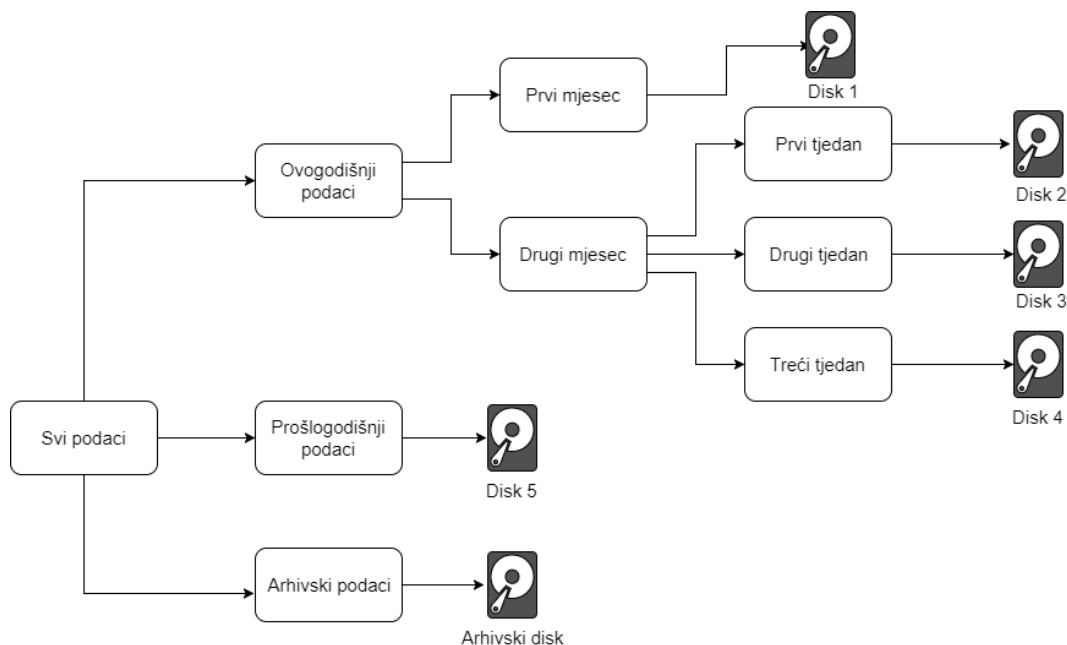 Prvi mjesec
Disk 1
Ovogodišnji
podaci
Prvi tjedan
Disk 2
Drugi mjesec
Drugi tjedan
Disk 3
Treći tjedan
Disk 4
Svi podaci
Prošlogodišnji
podaci
Disk 5
Arhivski podaci
Arhivski disk